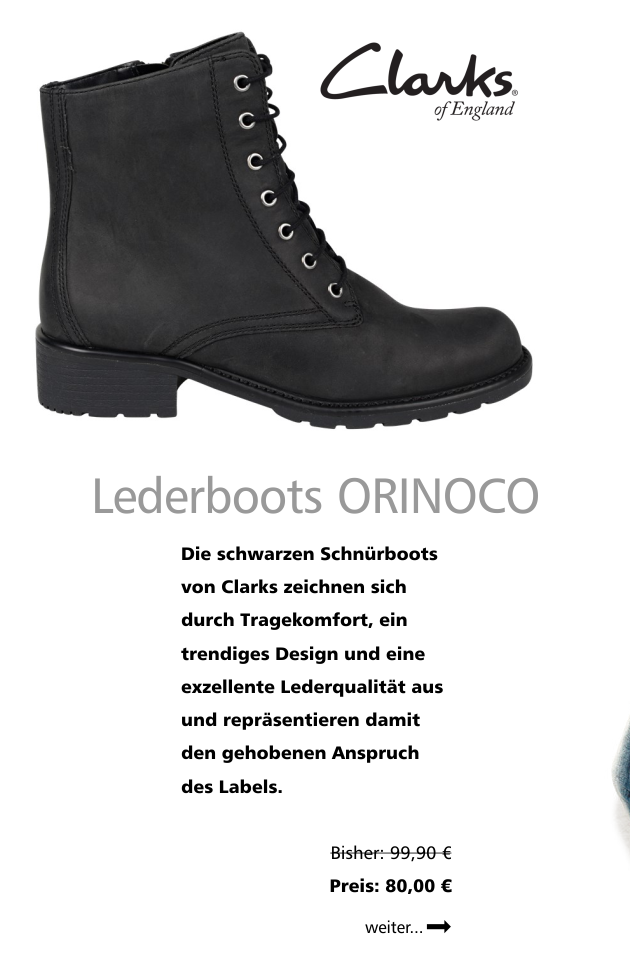 Clarks®
of England
Lederboots ORINOCO
Die schwarzen Schnürboots
von Clarks zeichnen sich
durch Tragekomfort, ein
trendiges Design und eine
exzellente Lederqualität aus
und repräsentieren damit
den gehobenen Anspruch
des Labels.
Bisher: 99,90 €
Preis: 80,00 €
weiter...